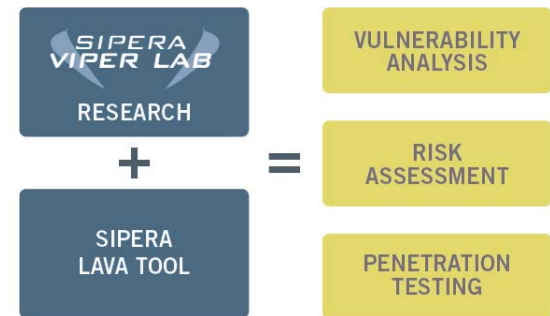 SIPERA
VIPER LAB
RESEARCH
+
SIPERA
LAVA TOOL
=
VULNERABILITY
ANALYSIS
RISK
ASSESSMENT
PENETRATION
TESTING